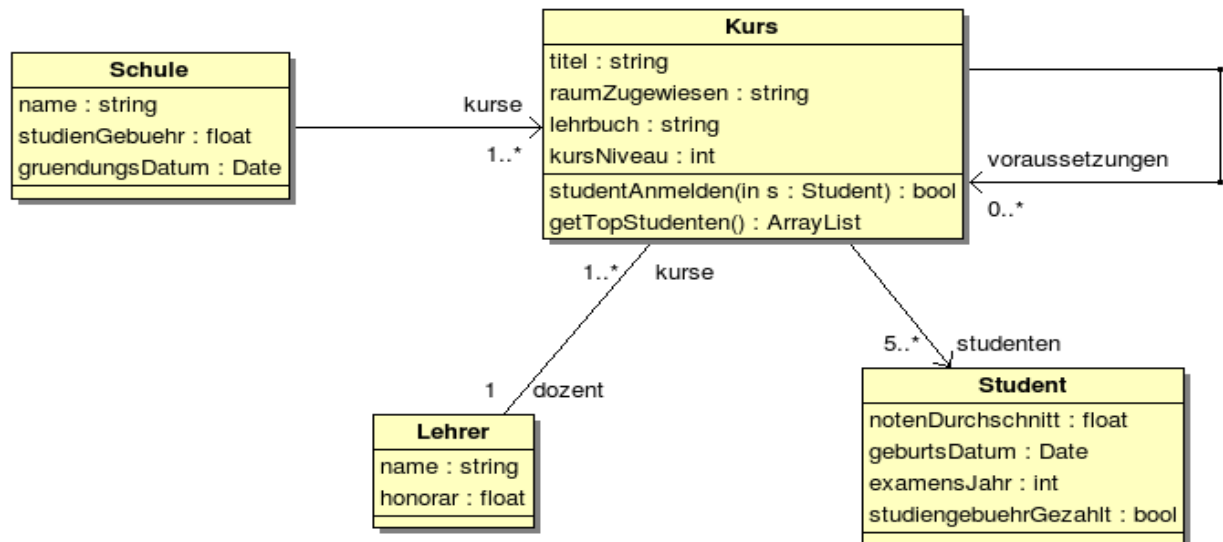 Schule
name : string
studienGebuehr : float
gruendungsDatum : Date
kurse
1..*
Kurs
titel : string
raumZugewiesen : string
lehrbuch : string
kursNiveau : int
studentAnmelden(in s : Student) : bool
getTopStudenten() : ArrayList
voraussetzungen
0..*
1..* kurse
1 dozent
Lehrer
name : string
honorar : float
5..* studenten
Student
notenDurchschnitt : float
geburtsDatum : Date
examensJahr : int
studiengebuehrGezahlt : bool